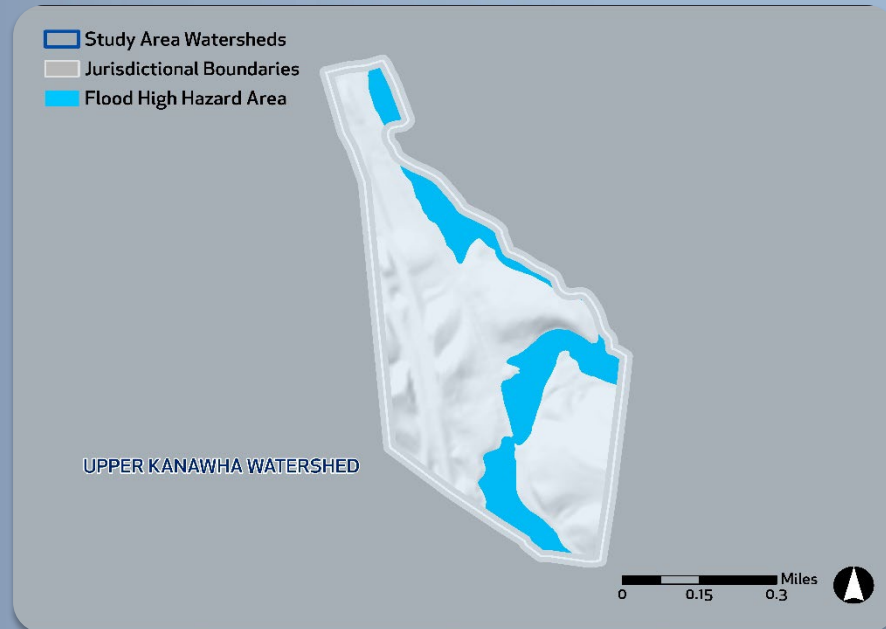 Study Area Watersheds
Jurisdictional Boundaries
Flood High Hazard Area
UPPER KANAWHA WATERSHED
Miles
0 0.15 0.3